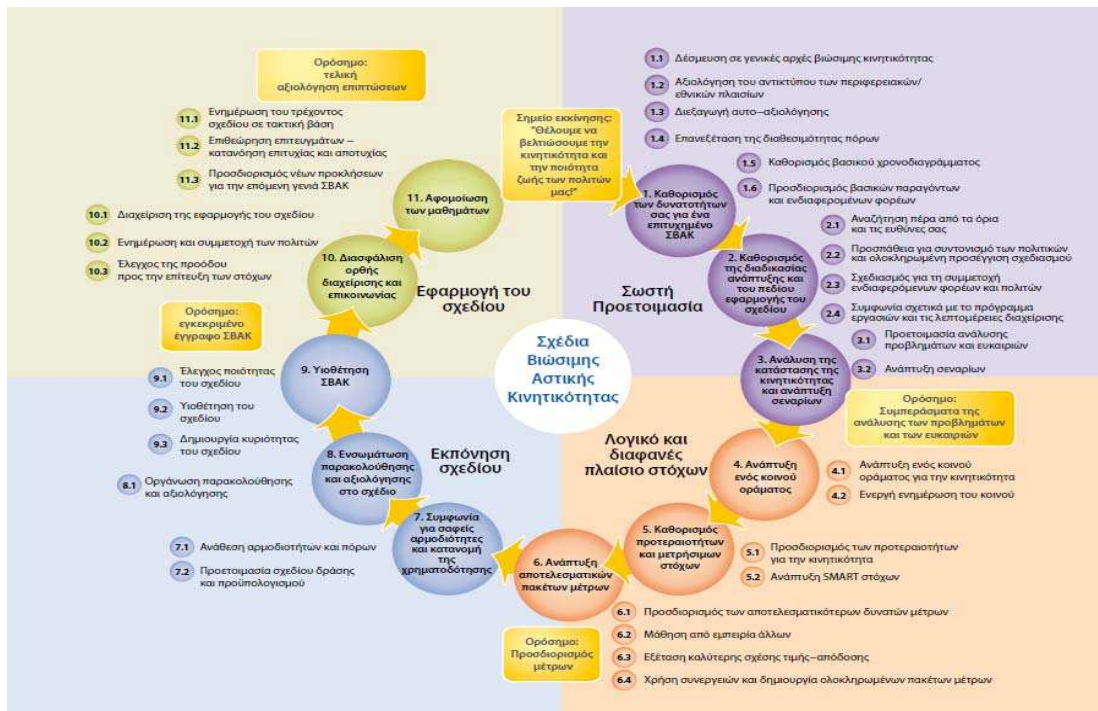 Ορόσημο:
τελική
αξιολόγηση επιπτώσεων
11.1 Ενημέρωση του τρέχοντος
σχεδίου σε τακτική βάση
11.2 Επιθεώρηση επιτευγμάτων –
κατανόηση επιτυχίας και αποτυχίας
11.3 Προσδιορισμός νέων προκλήσεων
για την επόμενη γενιά ΣΒΑΚ
10.1 Διαχείριση της εφαρμογής του σχεδίου
10.2 Ενημέρωση και συμμετοχή των πολιτών
10.3 Έλεγχος της προόδου
προς την επίτευξη των στόχων
11. Αφομοίωση
των μαθημάτων
10. Διασφάλιση
ορθής
διαχείρισης και
επικοινωνίας
Εφαρμογή του
σχεδίου
Σημείο εκκίνησης:
"Θέλουμε να
βελτιώσουμε την
κινητικότητα και
την ποιότητα
ζωής των πολιτών
μας!"
1.1 Δέσμευση σε γενικές αρχές βιώσιμης κινητικότητας
1.2 Αξιολόγηση του αντικτύπου των περιφερειακών/
εθνικών πλαισίων
1.3 Διεξαγωγή αυτο–αξιολόγησης
1.4 Επανεξέταση της διαθεσιμότητας πόρων
1.5 Καθορισμός βασικού χρονοδιαγράμματος
1.6 Προσδιορισμός βασικών παραγόντων
και ενδιαφερομένων φορέων
1. Καθορισμός
των δυνατοτήτων
σας για ένα
επιτυχημένο
ΣΒΑΚ
2.1 Αναζήτηση πέρα από τα όρια
και τις ευθύνες σας
2.2 Προσπάθεια για συντονισμό των πολιτικών
και ολοκληρωμένη προσέγγιση σχεδιασμού
2.3 Σχεδιασμός για τη συμμετοχή
ενδιαφερόμενων φορέων και πολιτών
2.4 Συμφωνία σχετικά με το πρόγραμμα
εργασιών και τις λεπτομέρειες διαχείρισης
2. Καθορισμός
της διαδικασίας
ανάπτυξης και
του πεδίου
εφαρμογής του
σχεδίου
Σωστή
Προετοιμασία
3.1 Προετοιμασία ανάλυσης
προβλημάτων και ευκαιριών
3.2 Ανάπτυξη σεναρίων
3. Ανάλυση της
κατάστασης της
κινητικότητας
και ανάπτυξη
σεναρίων
Ορόσημο:
Συμπεράσματα της
ανάλυσης των προβλημάτων
και των ευκαιριών
Σχέδια
Βιώσιμης
Αστικής
Κινητικότητας
Ορόσημο:
εγκεκριμένο
έγγραφο ΣΒΑΚ
9. Υιοθέτηση
ΣΒΑΚ
9.1 Έλεγχος ποιότητας
του σχεδίου
9.2 Υιοθέτηση του
σχεδίου
9.3 Δημιουργία κυριότητας
του σχεδίου
8.1 Οργάνωση παρακολούθησης
και αξιολόγησης
8. Ενσωμάτωση
παρακολούθησης
και αξιολόγησης
στο σχέδιο
Εκπόνηση
σχεδίου
7. Συμφωνία
για σαφείς
αρμοδιότητες
και κατανομή
της
χρηματοδότησης
7.1 Ανάθεση αρμοδιοτήτων και πόρων
7.2 Προετοιμασία σχεδίου δράσης
και προϋπολογισμού
Λογικό και
διαφανές
πλαίσιο στόχων
4. Ανάπτυξη
ενός κοινού
οράματος
4.1 Ανάπτυξη ενός κοινού
οράματος για την κινητικότητα
4.2 Ενεργή ενημέρωση του κοινού
5. Καθορισμός
προτεραιοτήτων
και μετρήσιμων
στόχων
5.1 Προσδιορισμός των προτεραιοτήτων
για την κινητικότητα
5.2 Ανάπτυξη SMART στόχων
6. Ανάπτυξη
αποτελεσματικών
πακέτων μέτρων
Ορόσημο:
Προσδιορισμός
μέτρων
6.1 Προσδιορισμός των αποτελεσματικότερων δυνατών μέτρων
6.2 Μάθηση από εμπειρία άλλων
6.3 Εξέταση καλύτερης σχέσης τιμής–απόδοσης
6.4 Χρήση συνεργειών και δημιουργία ολοκληρωμένων πακέτων μέτρων